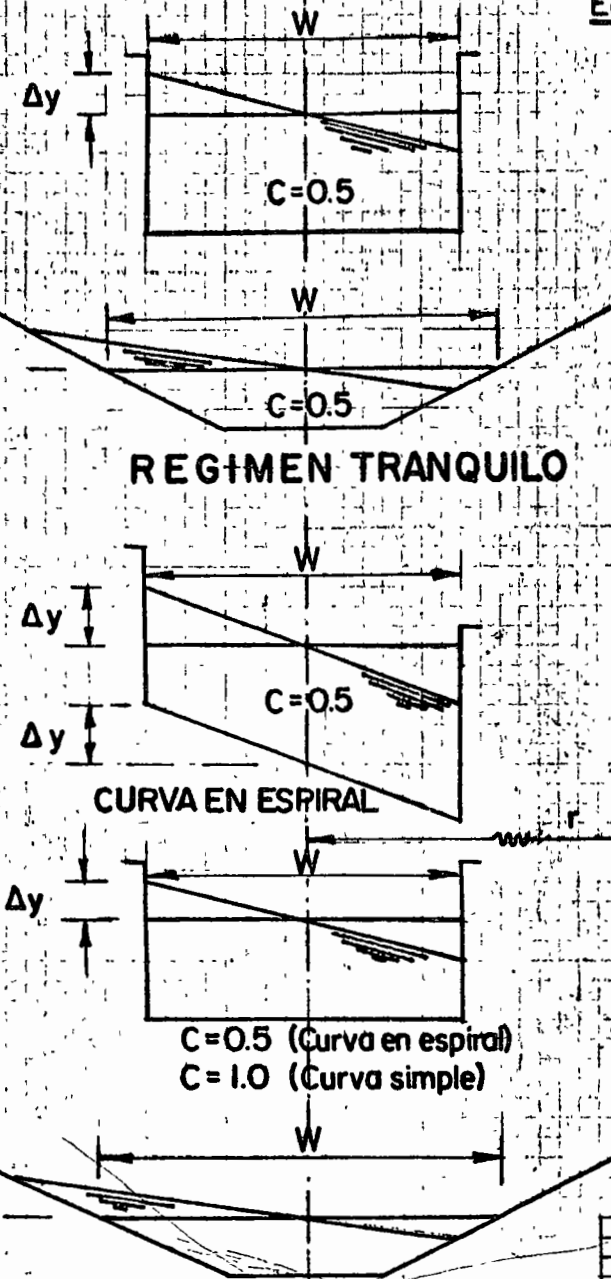 E
W
Δy
C=0.5
W
C=0.5
REGIMEN TRANQUILO
W
Δy
C=0.5
Δy
CURVA EN ESPIRAL
r
W
Δy
C=0.5 (Curva en espiral)
C=1.0 (Curva simple)
W